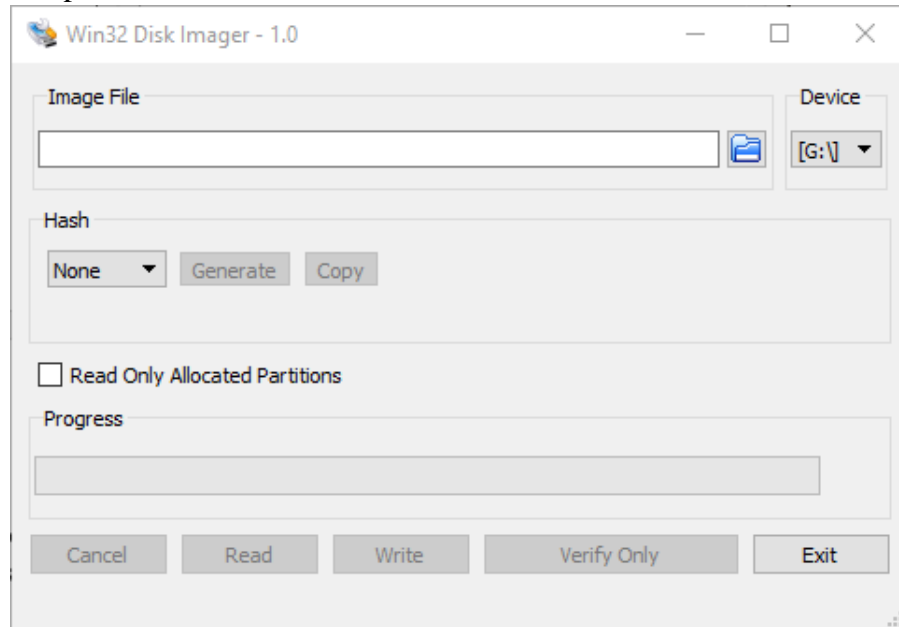 Win32 Disk Imager - 1.0
Image File
Device
[G:\]
Hash
None
Generate
Copy
Read Only Allocated Partitions
Progress
Cancel
Read
Write
Verify Only
Exit